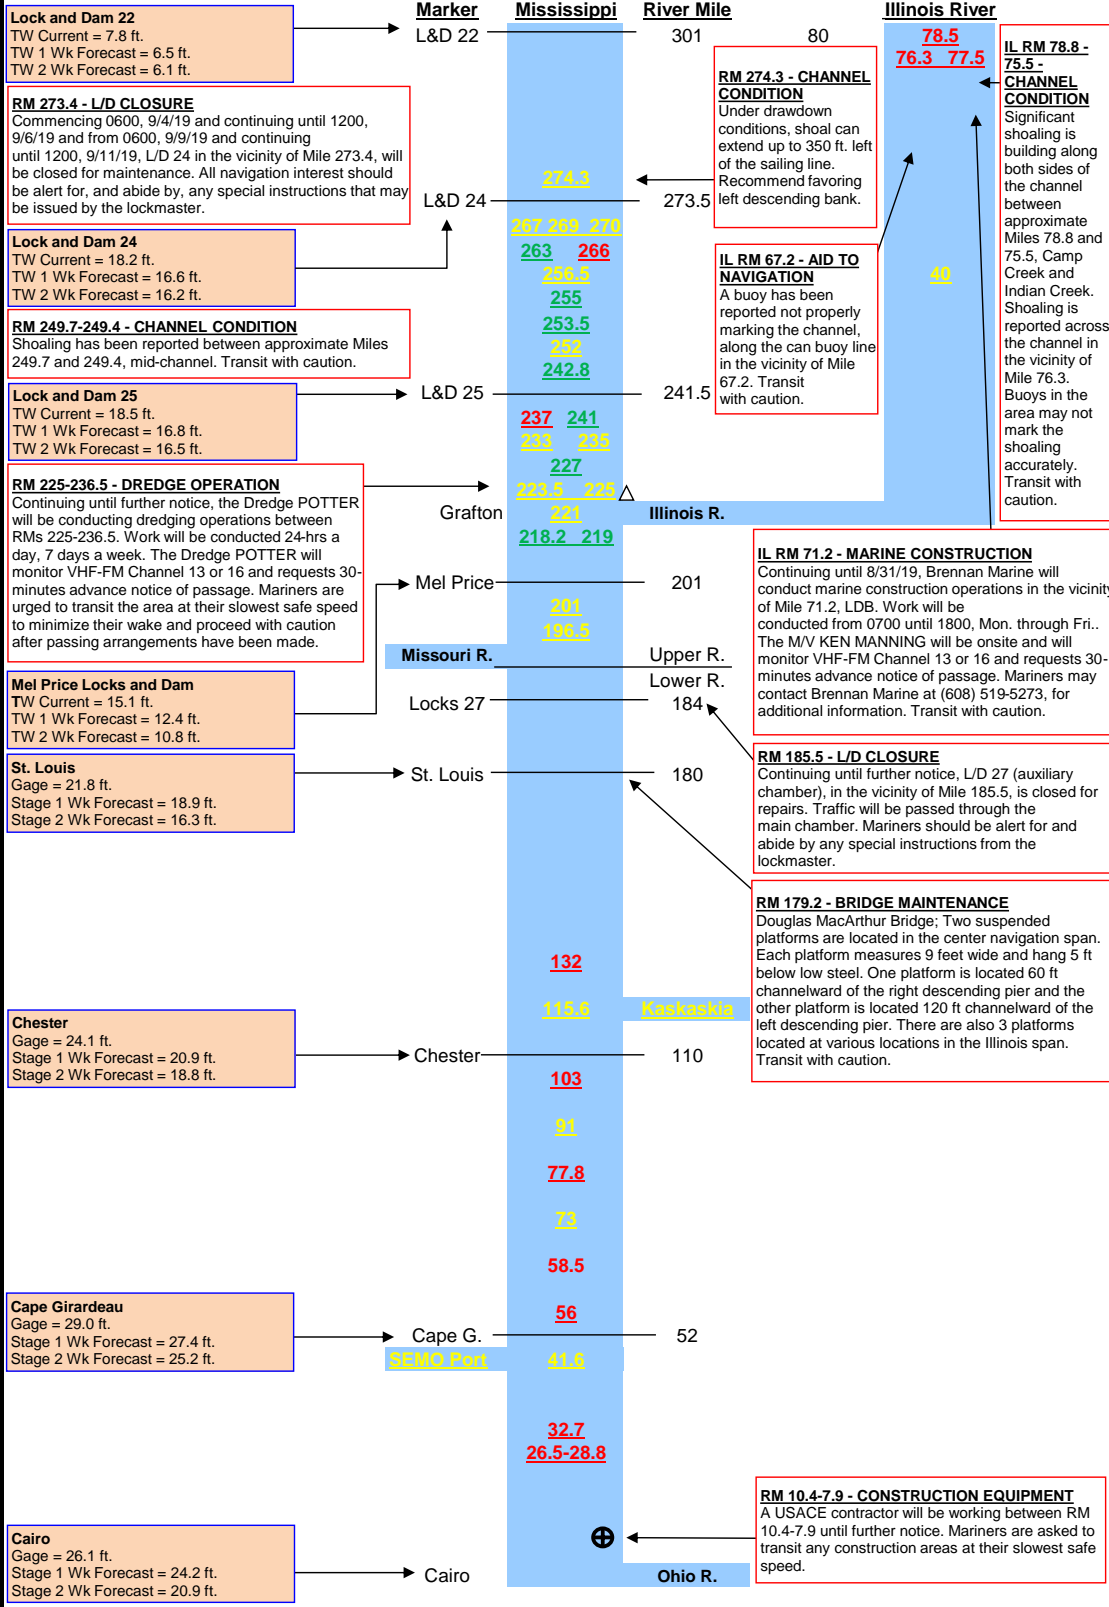 Marker Mississippi River Mile Illinois River
Lock and Dam 22
TW Current = 7.8 ft.
TW 1 Wk Forecast = 6.5 ft.
TW 2 Wk Forecast = 6.1 ft.
L&D 22 301 80
78.5
76.3 77.5
IL RM 78.8 -
75.5 -
CHANNEL
CONDITION
Significant
shoaling is
building along
both sides of
the channel
between
approximate
Miles 78.8 and
75.5, Camp
Creek and
Indian Creek.
Shoaling is
reported across
the channel in
the vicinity of
Mile 76.3.
Buoys in the
area may not
mark the
shoaling
accurately.
Transit with
caution.
RM 274.3 - CHANNEL
CONDITION
Under drawdown
conditions, shoal can
extend up to 350 ft. left
of the sailing line.
Recommend favoring
left descending bank.
RM 273.4 - L/D CLOSURE
Commencing 0600, 9/4/19 and continuing until 1200,
9/6/19 and from 0600, 9/9/19 and continuing
until 1200, 9/11/19, L/D 24 in the vicinity of Mile 273.4, will
be closed for maintenance. All navigation interest should
be alert for, and abide by, any special instructions that may
be issued by the lockmaster.
274.3
L&D 24 273.5
267 269 270
263 266
256.5
255
253.5
252
242.8
Lock and Dam 24
TW Current = 18.2 ft.
TW 1 Wk Forecast = 16.6 ft.
TW 2 Wk Forecast = 16.2 ft.
IL RM 67.2 - AID TO
NAVIGATION
A buoy has been
reported not properly
marking the channel,
along the can buoy line
in the vicinity of Mile
67.2. Transit
with caution.
40
RM 249.7-249.4 - CHANNEL CONDITION
Shoaling has been reported between approximate Miles
249.7 and 249.4, mid-channel. Transit with caution.
Lock and Dam 25
TW Current = 18.5 ft.
TW 1 Wk Forecast = 16.8 ft.
TW 2 Wk Forecast = 16.5 ft.
L&D 25 241.5
237 241
233 235
227
223.5 225
Grafton 221 Illinois R.
218.2 219
RM 225-236.5 - DREDGE OPERATION
Continuing until further notice, the Dredge POTTER
will be conducting dredging operations between
RMs 225-236.5. Work will be conducted 24-hrs a
day, 7 days a week. The Dredge POTTER will
monitor VHF-FM Channel 13 or 16 and requests 30-
minutes advance notice of passage. Mariners are
urged to transit the area at their slowest safe speed
to minimize their wake and proceed with caution
after passing arrangements have been made.
IL RM 71.2 - MARINE CONSTRUCTION
Continuing until 8/31/19, Brennan Marine will
conduct marine construction operations in the vicinity
of Mile 71.2, LDB. Work will be
conducted from 0700 until 1800, Mon. through Fri..
The M/V KEN MANNING will be onsite and will
monitor VHF-FM Channel 13 or 16 and requests 30-
minutes advance notice of passage. Mariners may
contact Brennan Marine at (608) 519-5273, for
additional information. Transit with caution.
Mel Price 201
201
196.5
Missouri R. Upper R.
Lower R.
Mel Price Locks and Dam
TW Current = 15.1 ft.
TW 1 Wk Forecast = 12.4 ft.
TW 2 Wk Forecast = 10.8 ft.
Locks 27 184
RM 185.5 - L/D CLOSURE
Continuing until further notice, L/D 27 (auxiliary
chamber), in the vicinity of Mile 185.5, is closed for
repairs. Traffic will be passed through the
main chamber. Mariners should be alert for and
abide by any special instructions from the
lockmaster.
St. Louis
Gage = 21.8 ft.
Stage 1 Wk Forecast = 18.9 ft.
Stage 2 Wk Forecast = 16.3 ft.
St. Louis 180
RM 179.2 - BRIDGE MAINTENANCE
Douglas MacArthur Bridge; Two suspended
platforms are located in the center navigation span.
Each platform measures 9 feet wide and hang 5 ft
below low steel. One platform is located 60 ft
channelward of the right descending pier and the
other platform is located 120 ft channelward of the
left descending pier. There are also 3 platforms
located at various locations in the Illinois span.
Transit with caution.
132
115.6 Kaskaskia
Chester
Gage = 24.1 ft.
Stage 1 Wk Forecast = 20.9 ft.
Stage 2 Wk Forecast = 18.8 ft.
Chester 110
103
91
77.8
73
58.5
56
Cape Girardeau
Gage = 29.0 ft.
Stage 1 Wk Forecast = 27.4 ft.
Stage 2 Wk Forecast = 25.2 ft.
Cape G. 52
SEMO Port 41.6
32.7
26.5-28.8
RM 10.4-7.9 - CONSTRUCTION EQUIPMENT
A USACE contractor will be working between RM
10.4-7.9 until further notice. Mariners are asked to
transit any construction areas at their slowest safe
speed.
Cairo
Gage = 26.1 ft.
Stage 1 Wk Forecast = 24.2 ft.
Stage 2 Wk Forecast = 20.9 ft.
Cairo Ohio R.